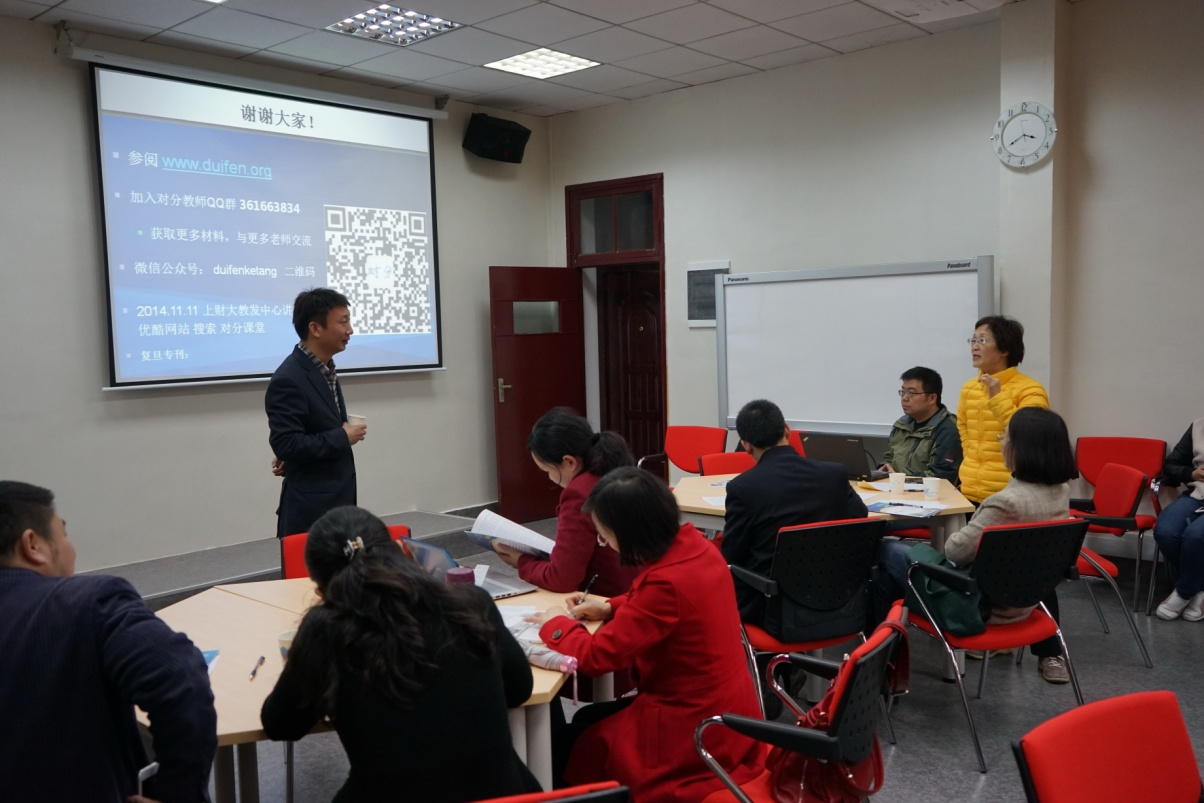 谢谢大家！
参阅 www.duifen.org
加入对分教师QQ群 361663834
获取更多材料，与更多老师交流
微信公众号： duifenketang 二维码
2014.11.11 上财大教发中心讲
优酷网站 搜索 对分课堂
复旦专刊：
对分
Panasonic
Panaboard